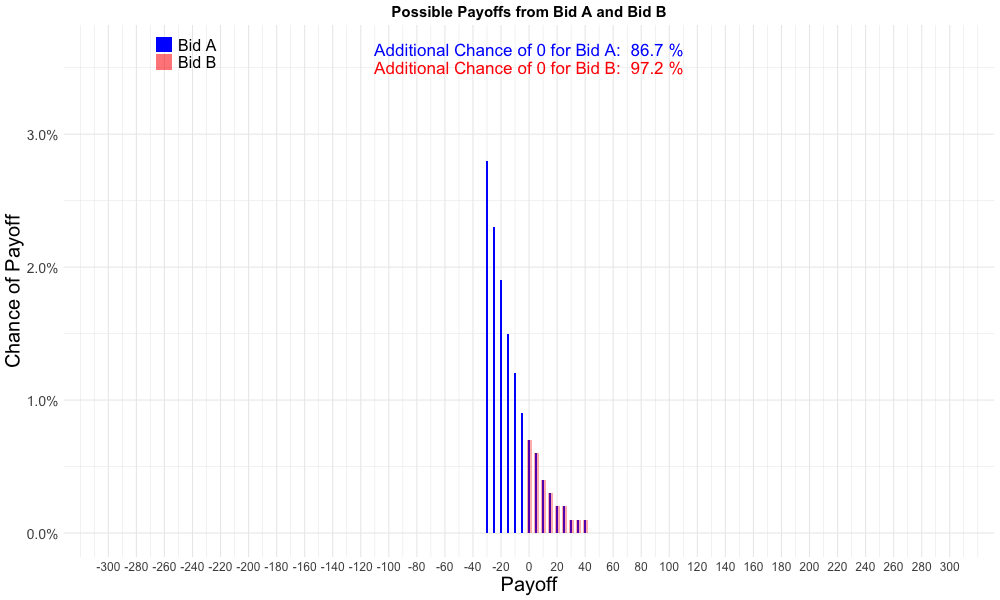 Possible Payoffs from Bid A and Bid B
Bid A
Bid B
Additional Chance of 0 for Bid A: 86.7 %
Additional Chance of 0 for Bid B: 97.2 %
Chance of Payoff
3.0%
2.0%
1.0%
0.0%
-300 -280 -260 -240 -220 -200 -180 -160 -140 -120 -100 -80 -60 -40 -20 0 20 40 60 80 100 120 140 160 180 200 220 240 260 280 300
Payoff